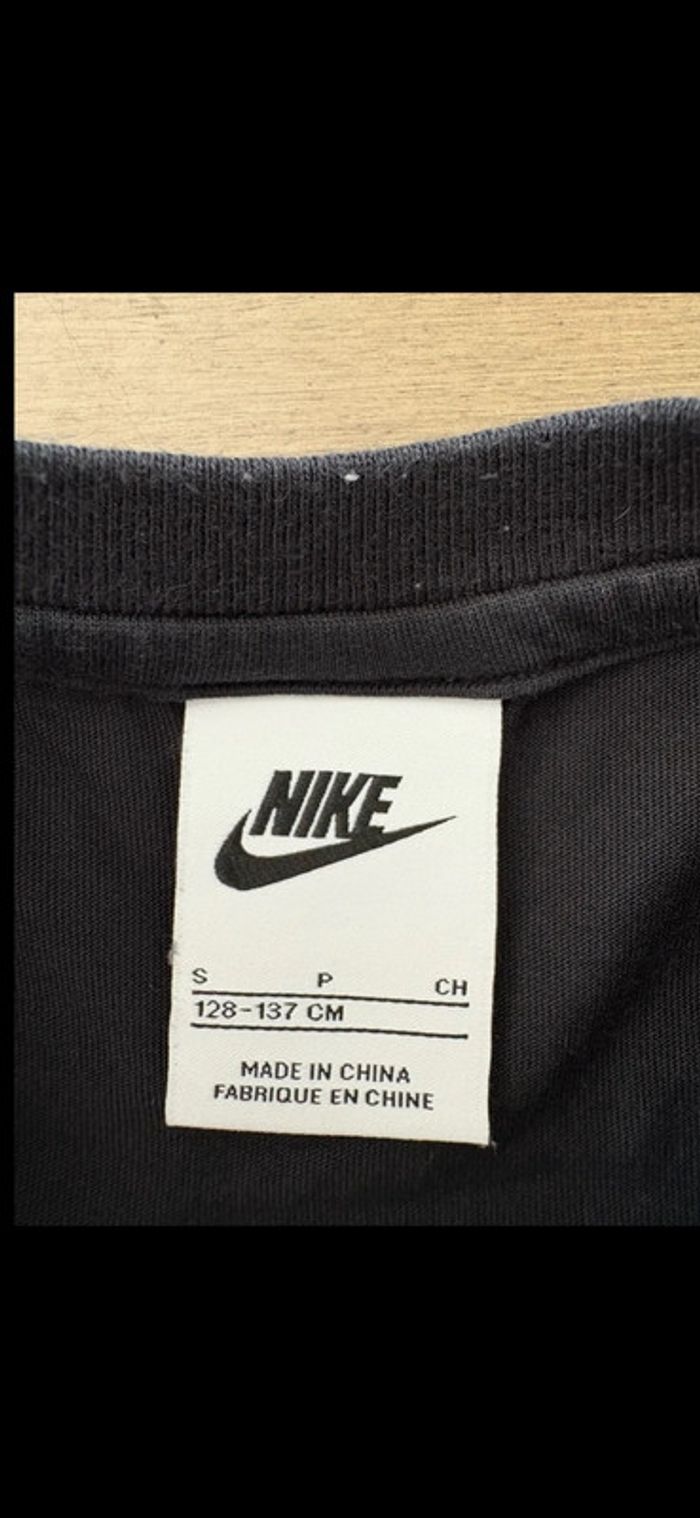 NIKE
S P CH
128-137 CM
MADE IN CHINA
FABRIQUE EN CHINE